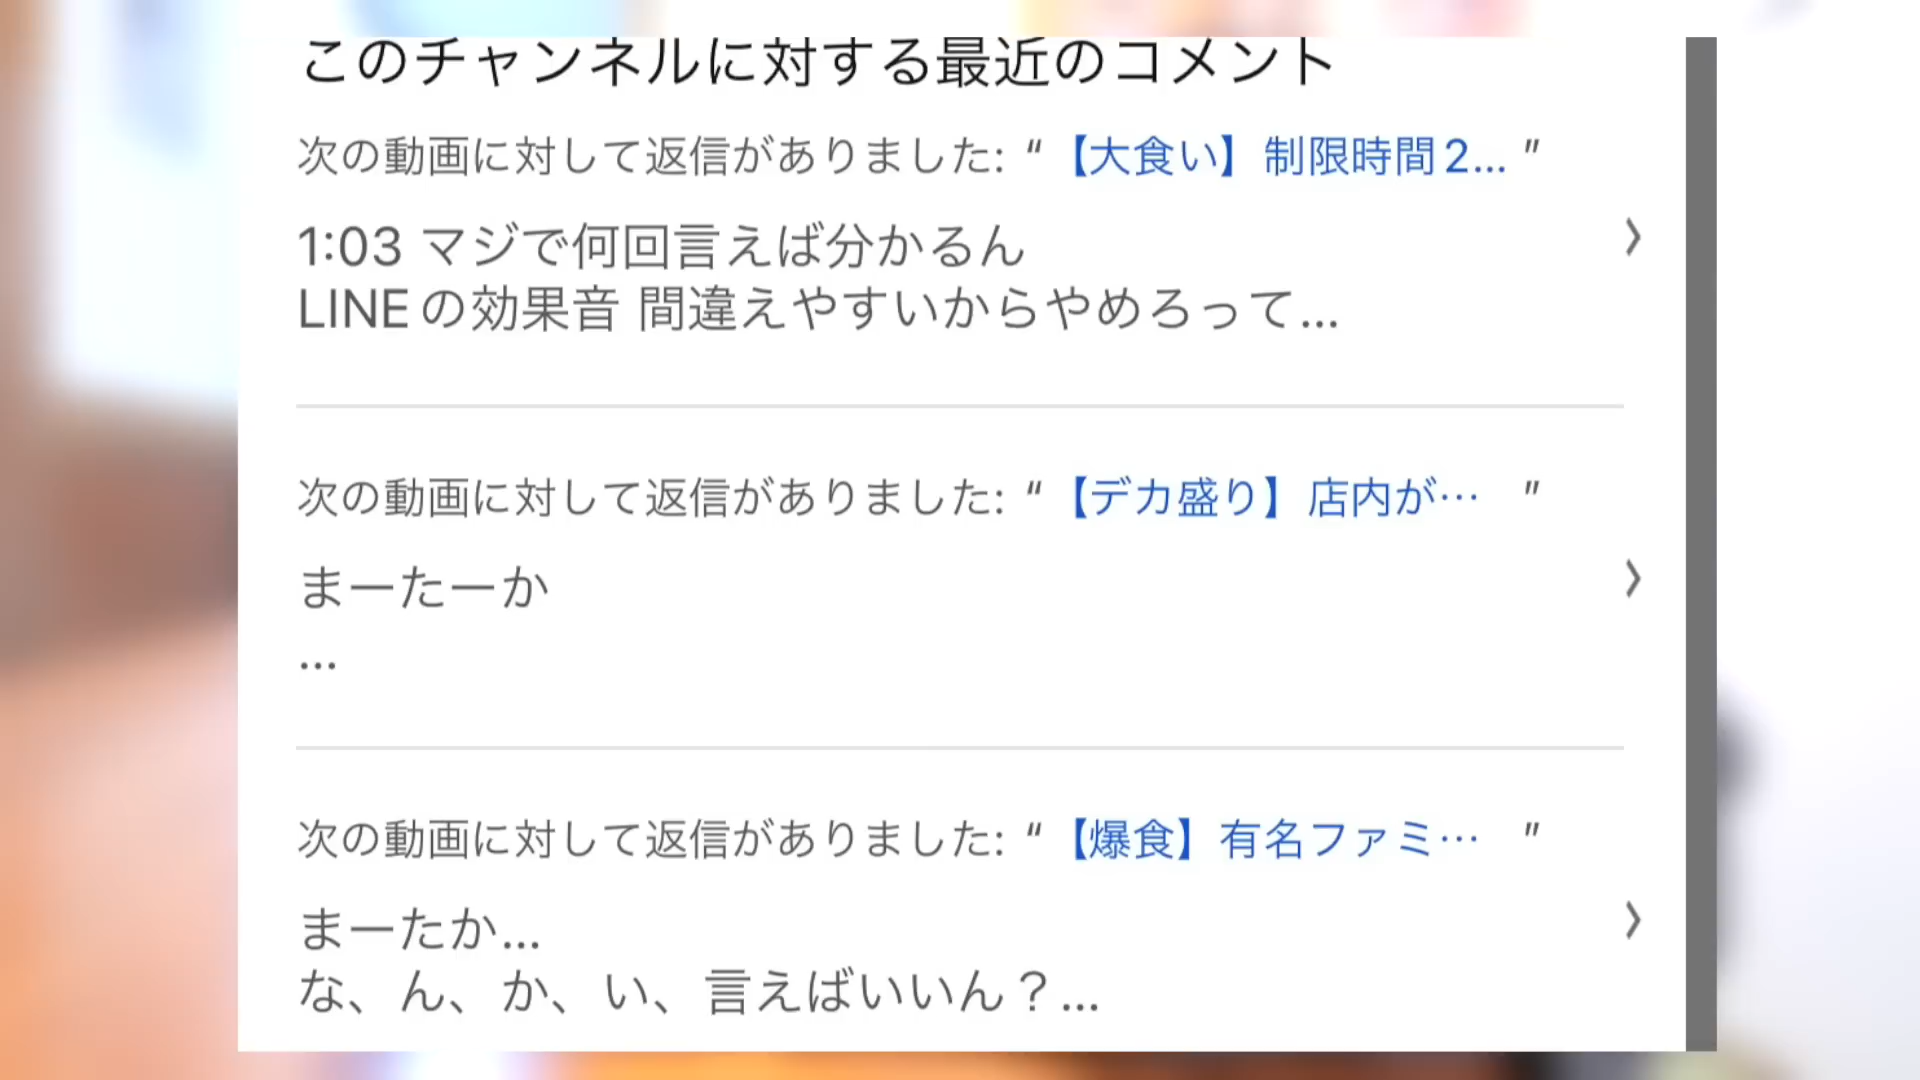 このチャンネルに対する最近のコメント
次の動画に対して返信がありました: “【大食い】制限時間2... ”
1:03 マジで何回言えば分かるん
LINEの効果音 間違えやすいからやめろって...
次の動画に対して返信がありました: “【デカ盛り】店内が… ”
まーたーか
...
次の動画に対して返信がありました: “【爆食】有名ファミ… ”
まーたか...
な、ん、か、い、言えばいいん？...